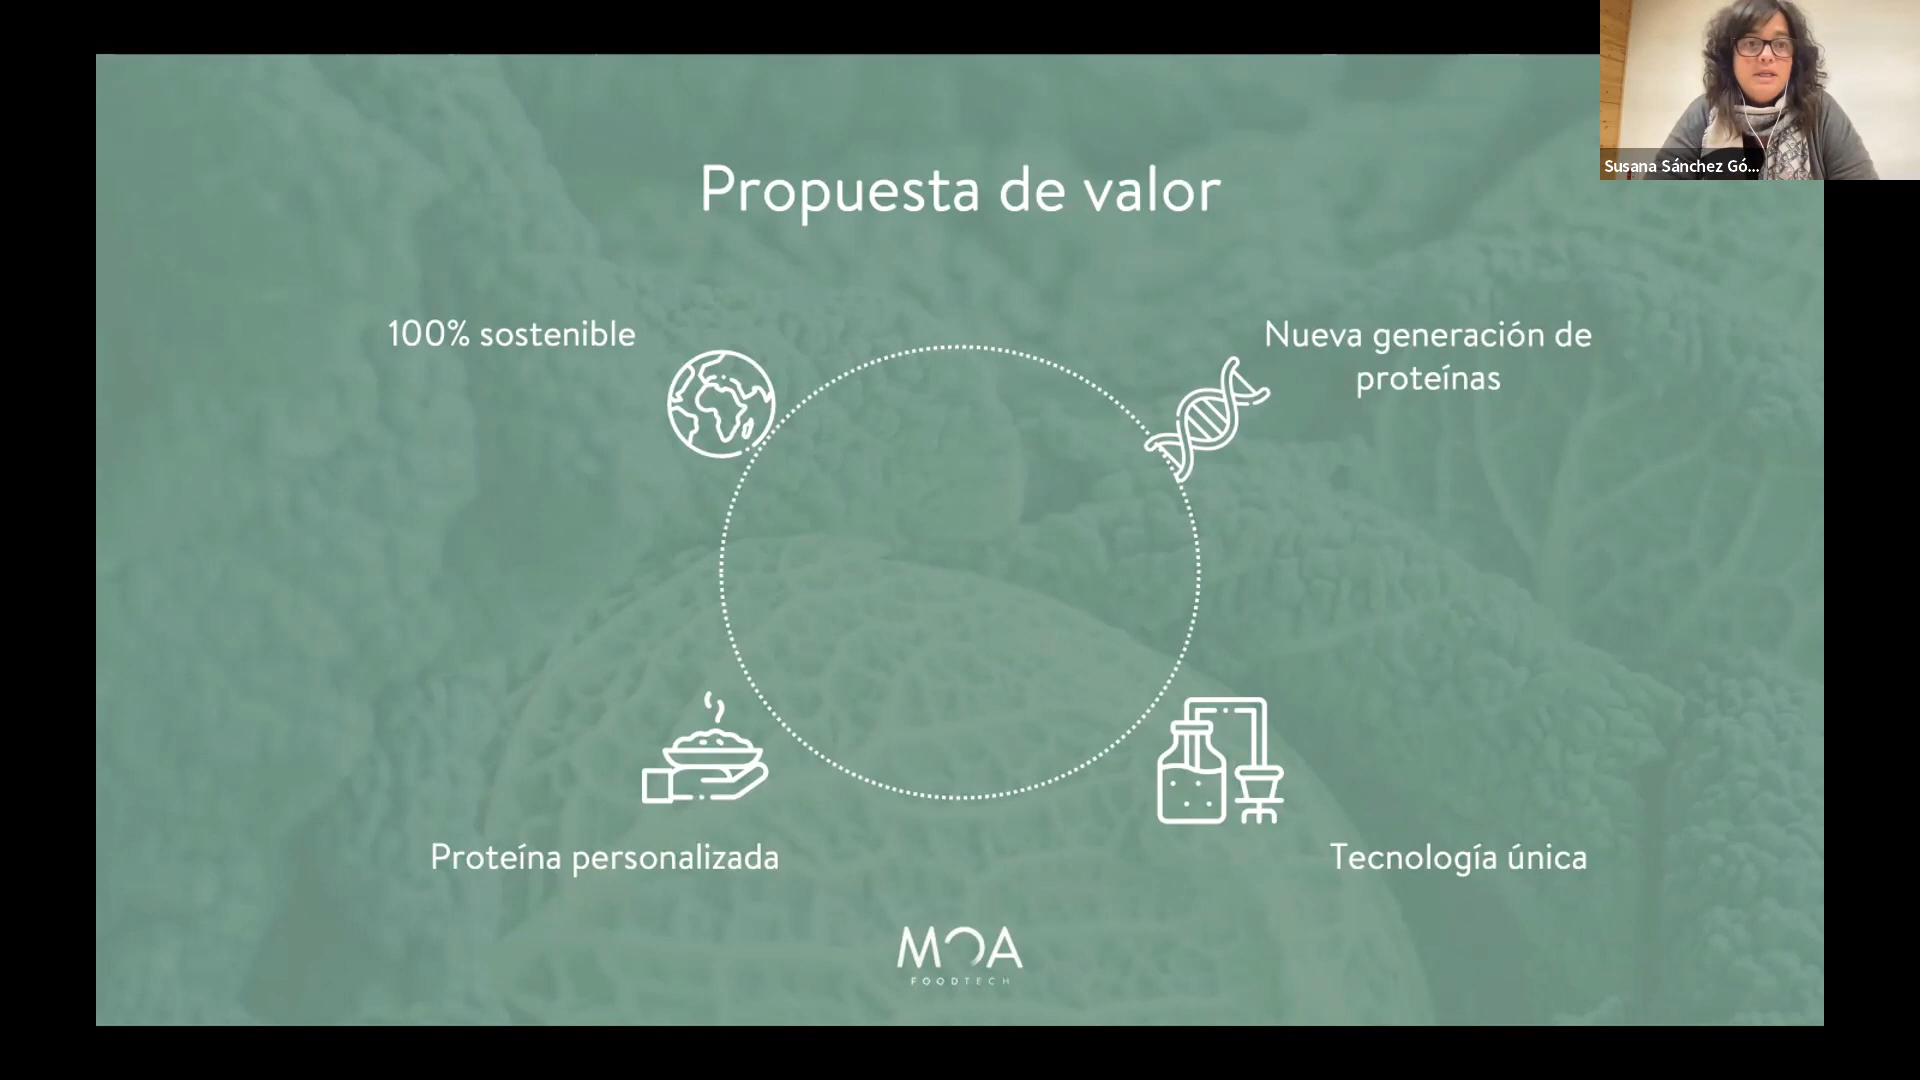 Susana Sánchez Gó...
Propuesta de valor
100% sostenible
Nueva generación de
proteínas
Proteína personalizada
Tecnología única
MOA
FOODTECH